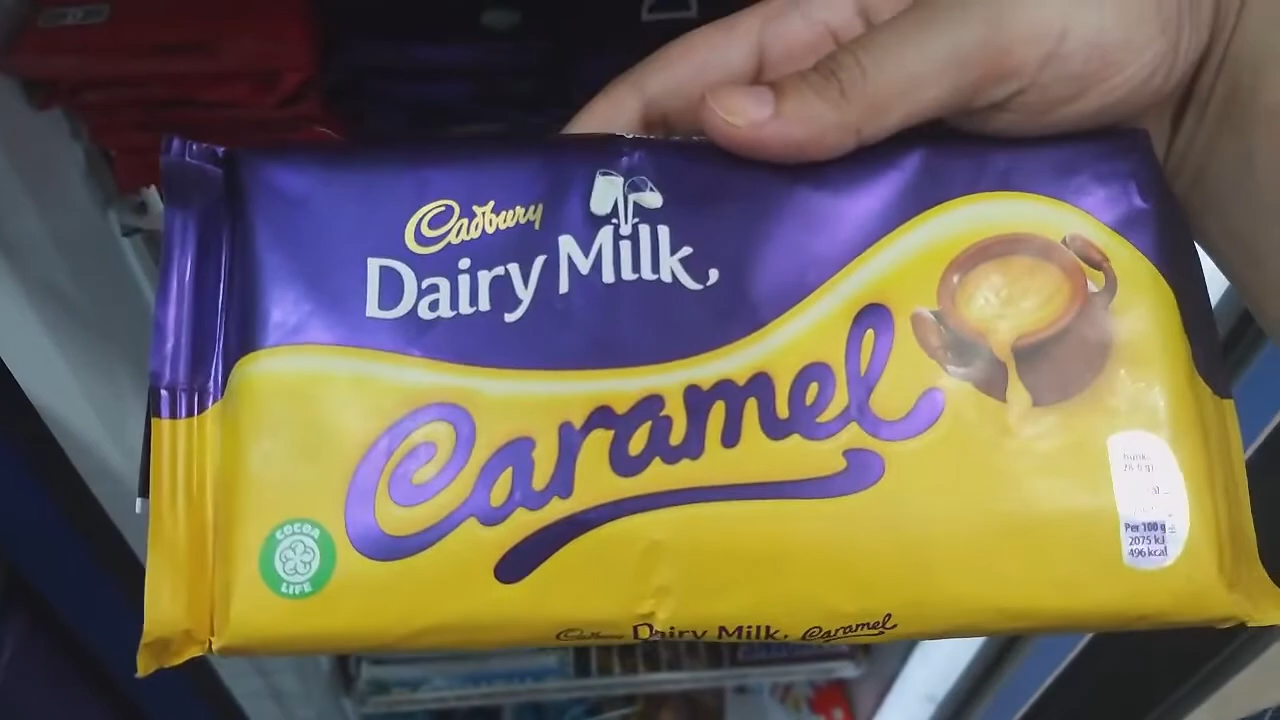 Cadbury
Dairy Milk
Caramel
COCOA
LIFE
Per 100 g
2075 kJ
496 kcal
Cadbury Dairy Milk. Caramel